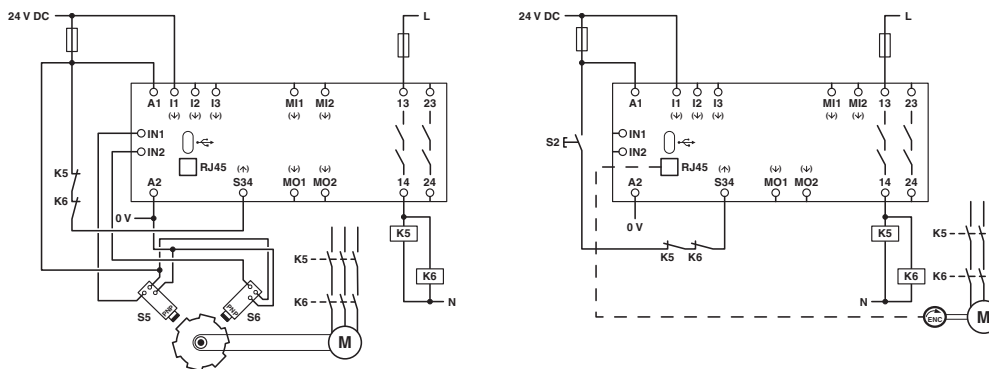 24 V DC
L
A1 I1 I2 I3 MI1 MI2 13 23
(↓) (↓) (↓) (↓) (↓)
IN1
IN2
RJ45
K5
K6
(↑) (↓) (↓)
A2 S34 MO1 MO2 14 24
0 V
K5
K6
N
K5
K6
PNP
PNP
S5
S6
M
24 V DC
L
A1 I1 I2 I3 MI1 MI2 13 23
(↓) (↓) (↓) (↓) (↓)
IN1
S2
IN2
RJ45
(↑) (↓) (↓)
A2 S34 MO1 MO2 14 24
0 V
K5
K5
K5 K6
K6
K6
N
ENC
M